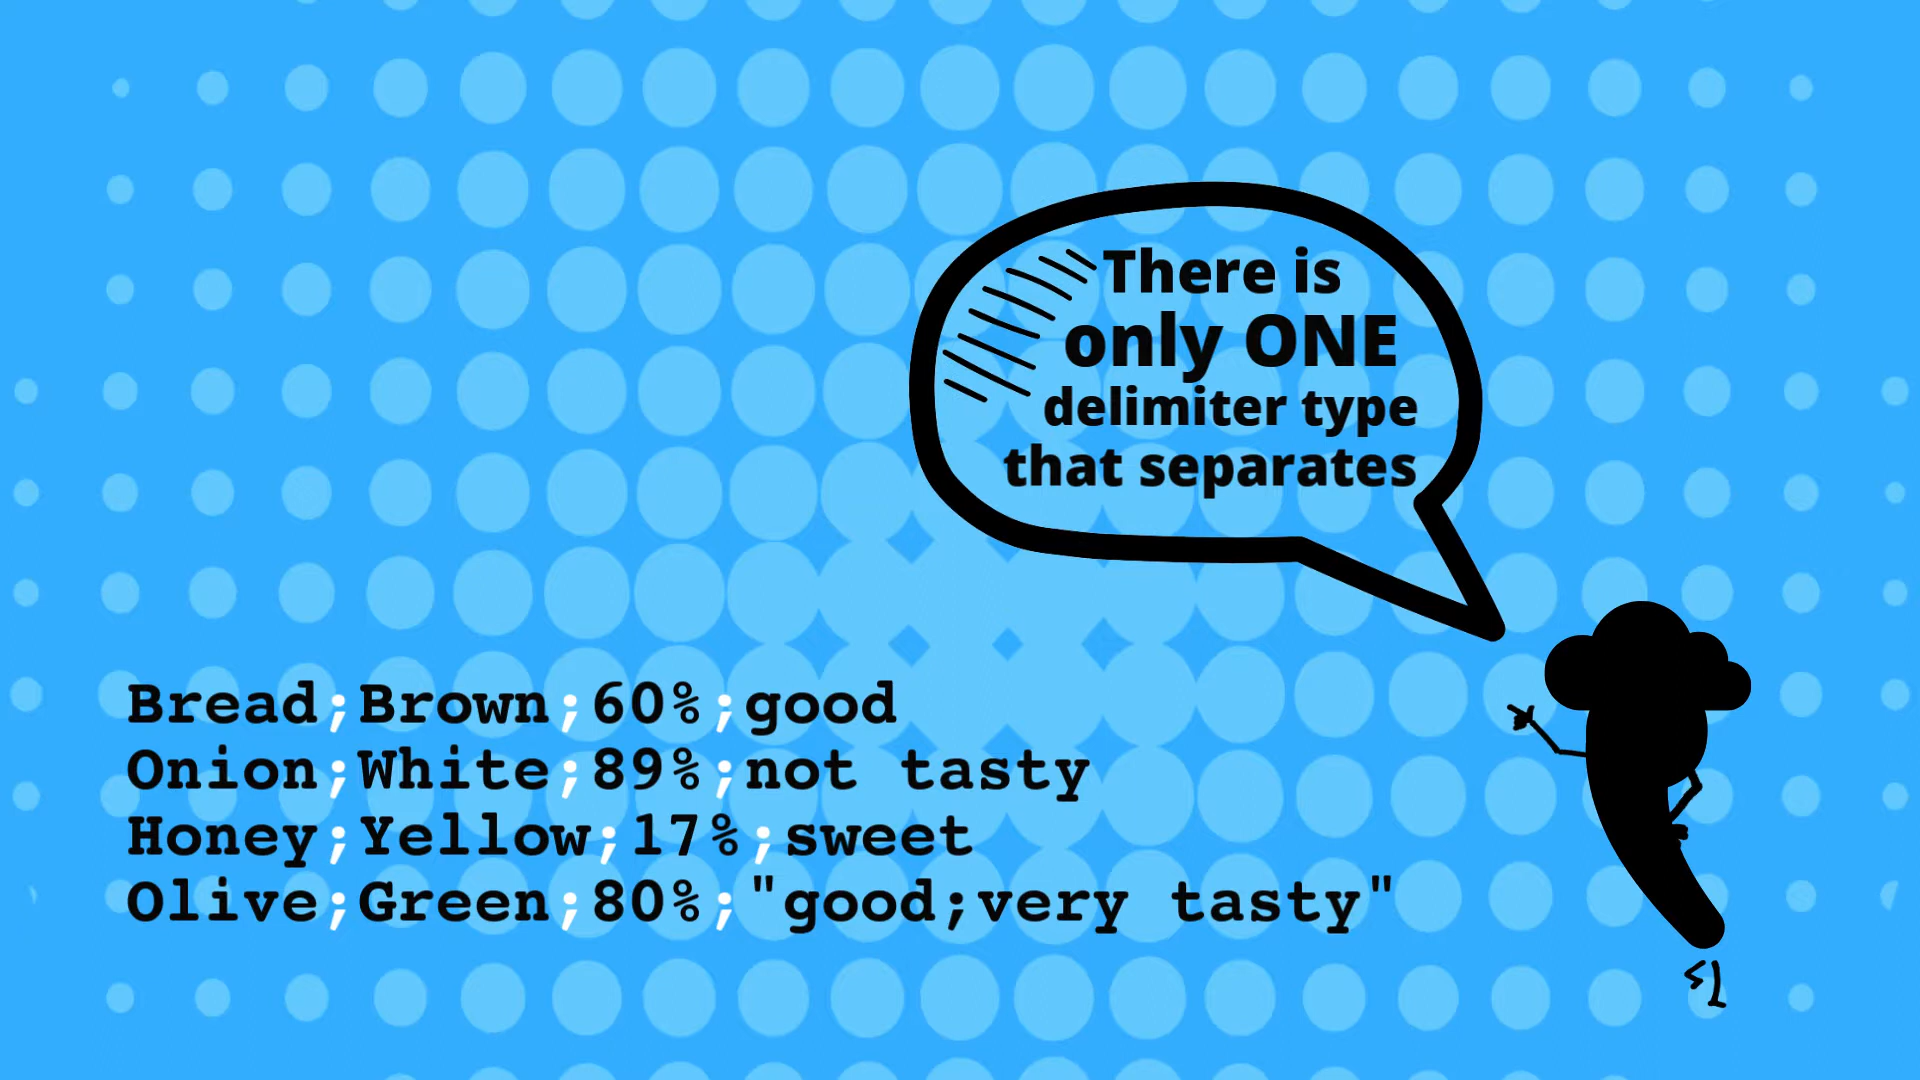 There is
only ONE
delimiter type
that separates
Bread;Brown;60%;good
Onion;White;89%;not tasty
Honey;Yellow;17%;sweet
Olive;Green;80%;"good;very tasty"